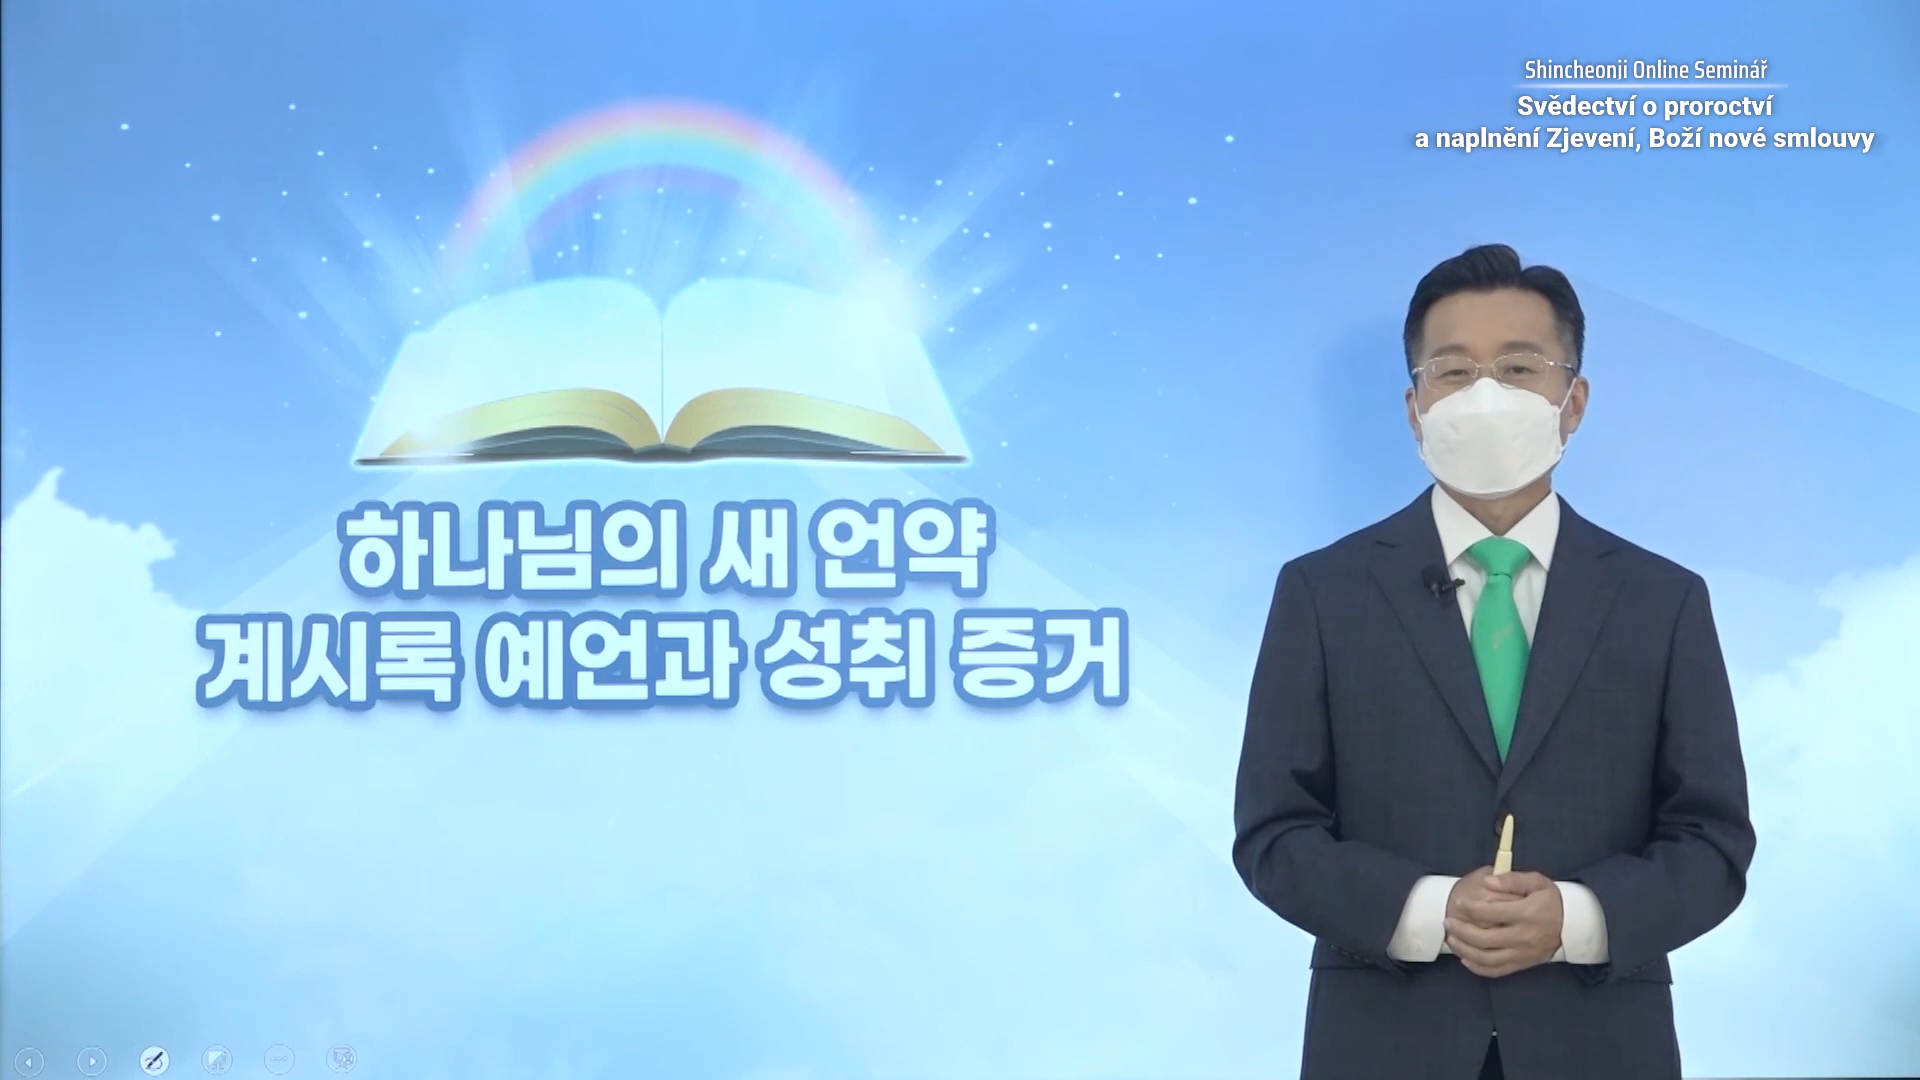 Shincheonji Online Seminář
Svědectví o proroctví
a naplnění Zjevení, Boží nové smlouvy
하나님의 새 언약
계시록 예언과 성취 증거